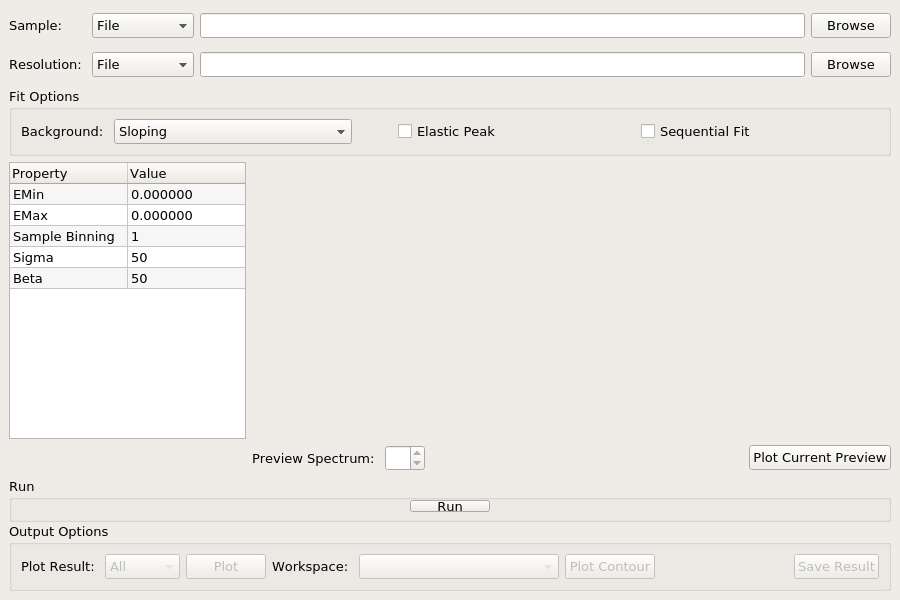 Sample: File Browse
Resolution: File Browse
Fit Options
Background: Sloping Elastic Peak Sequential Fit
Property Value
EMin 0.000000
EMax 0.000000
Sample Binning 1
Sigma 50
Beta 50
Preview Spectrum: Plot Current Preview
Run
Run
Output Options
Plot Result: All Plot Workspace: Plot Contour Save Result